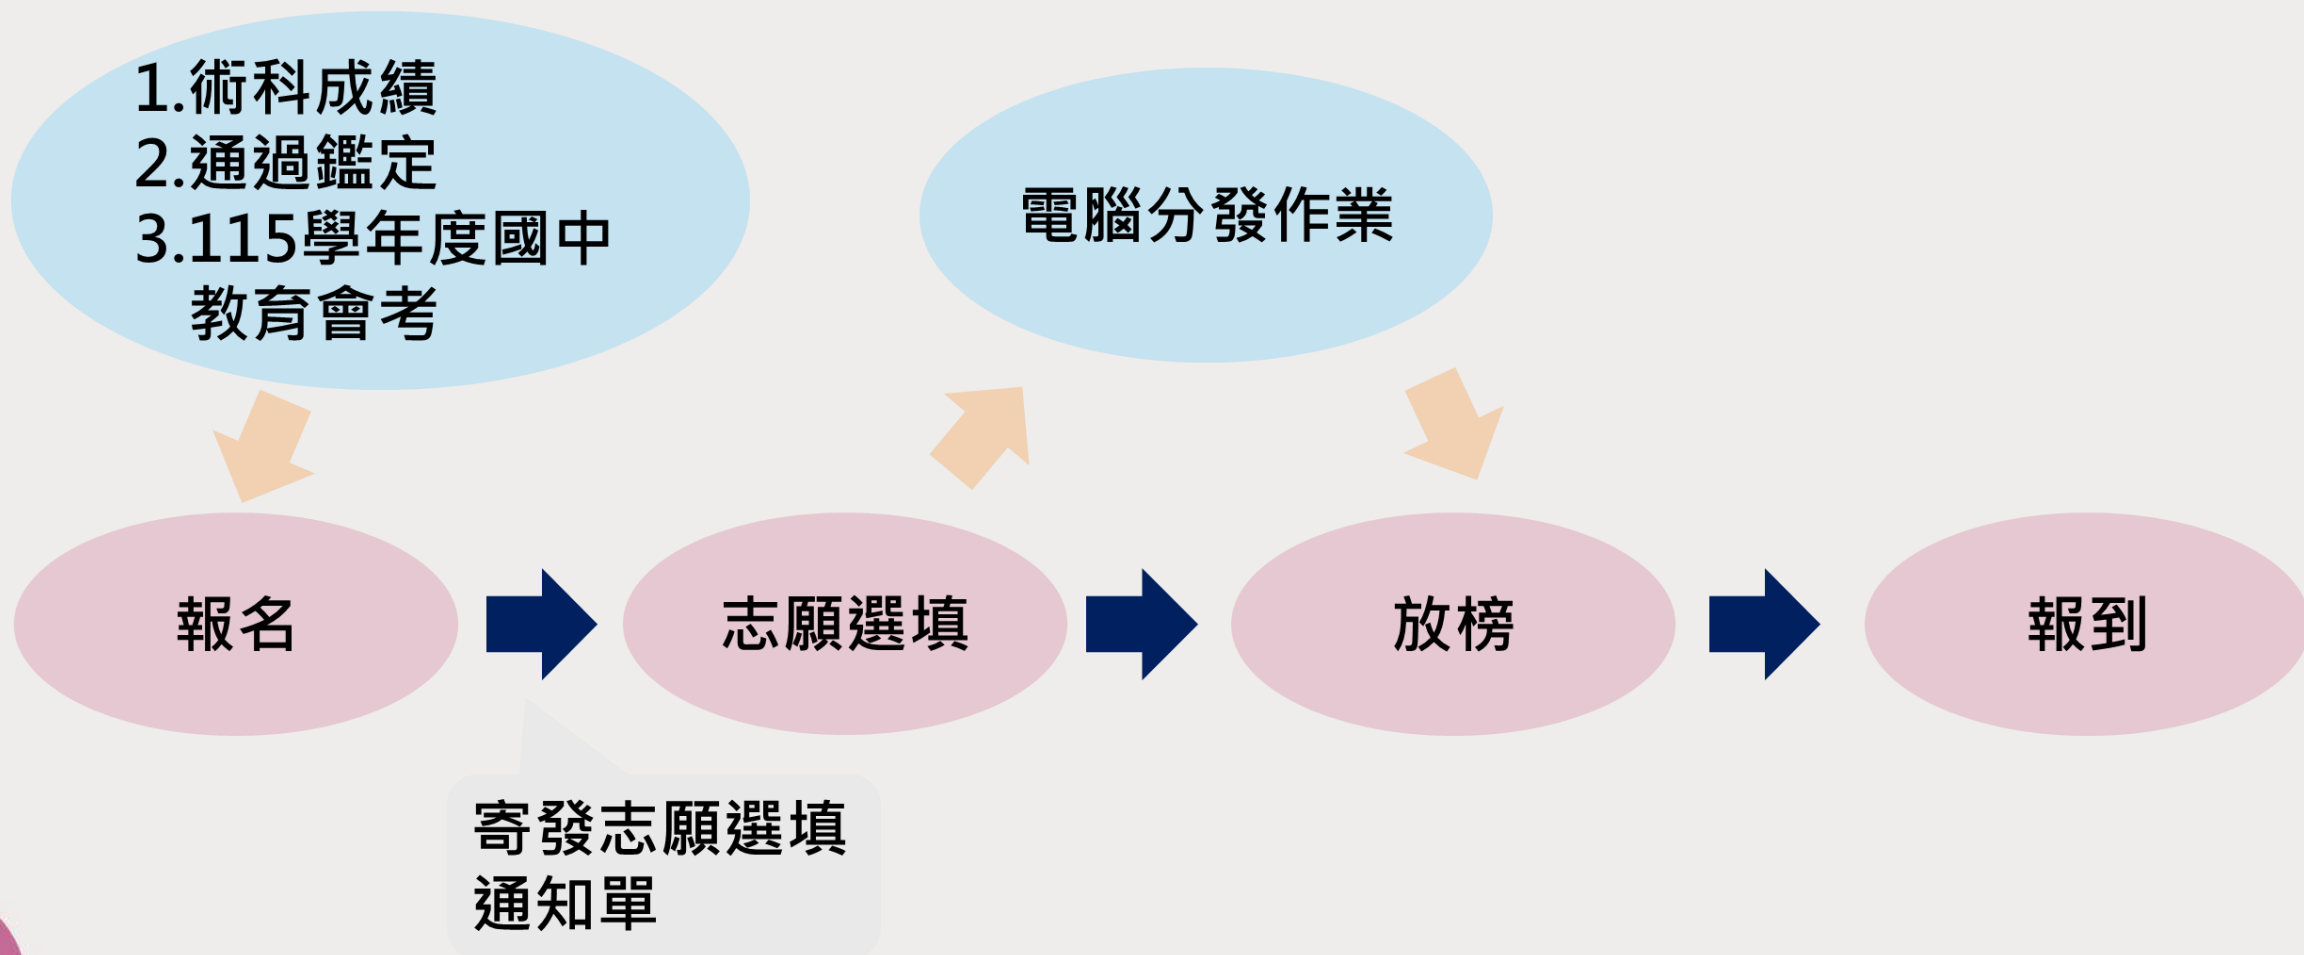 1.術科成績
2.通過鑑定
3.115學年度國中
教育會考
電腦分發作業
報名
志願選填
放榜
報到
寄發志願選填
通知單